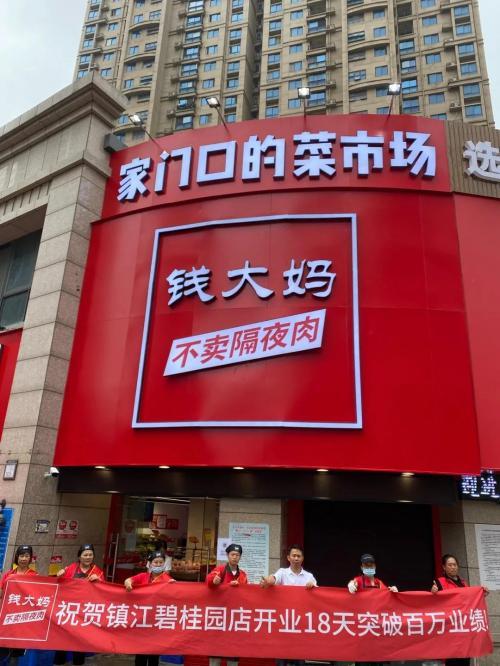 家门口的菜市场
选
钱大妈
不卖隔夜肉
钱大妈
不卖隔夜肉
祝贺镇江碧桂园店开业18天突破百万业绩!